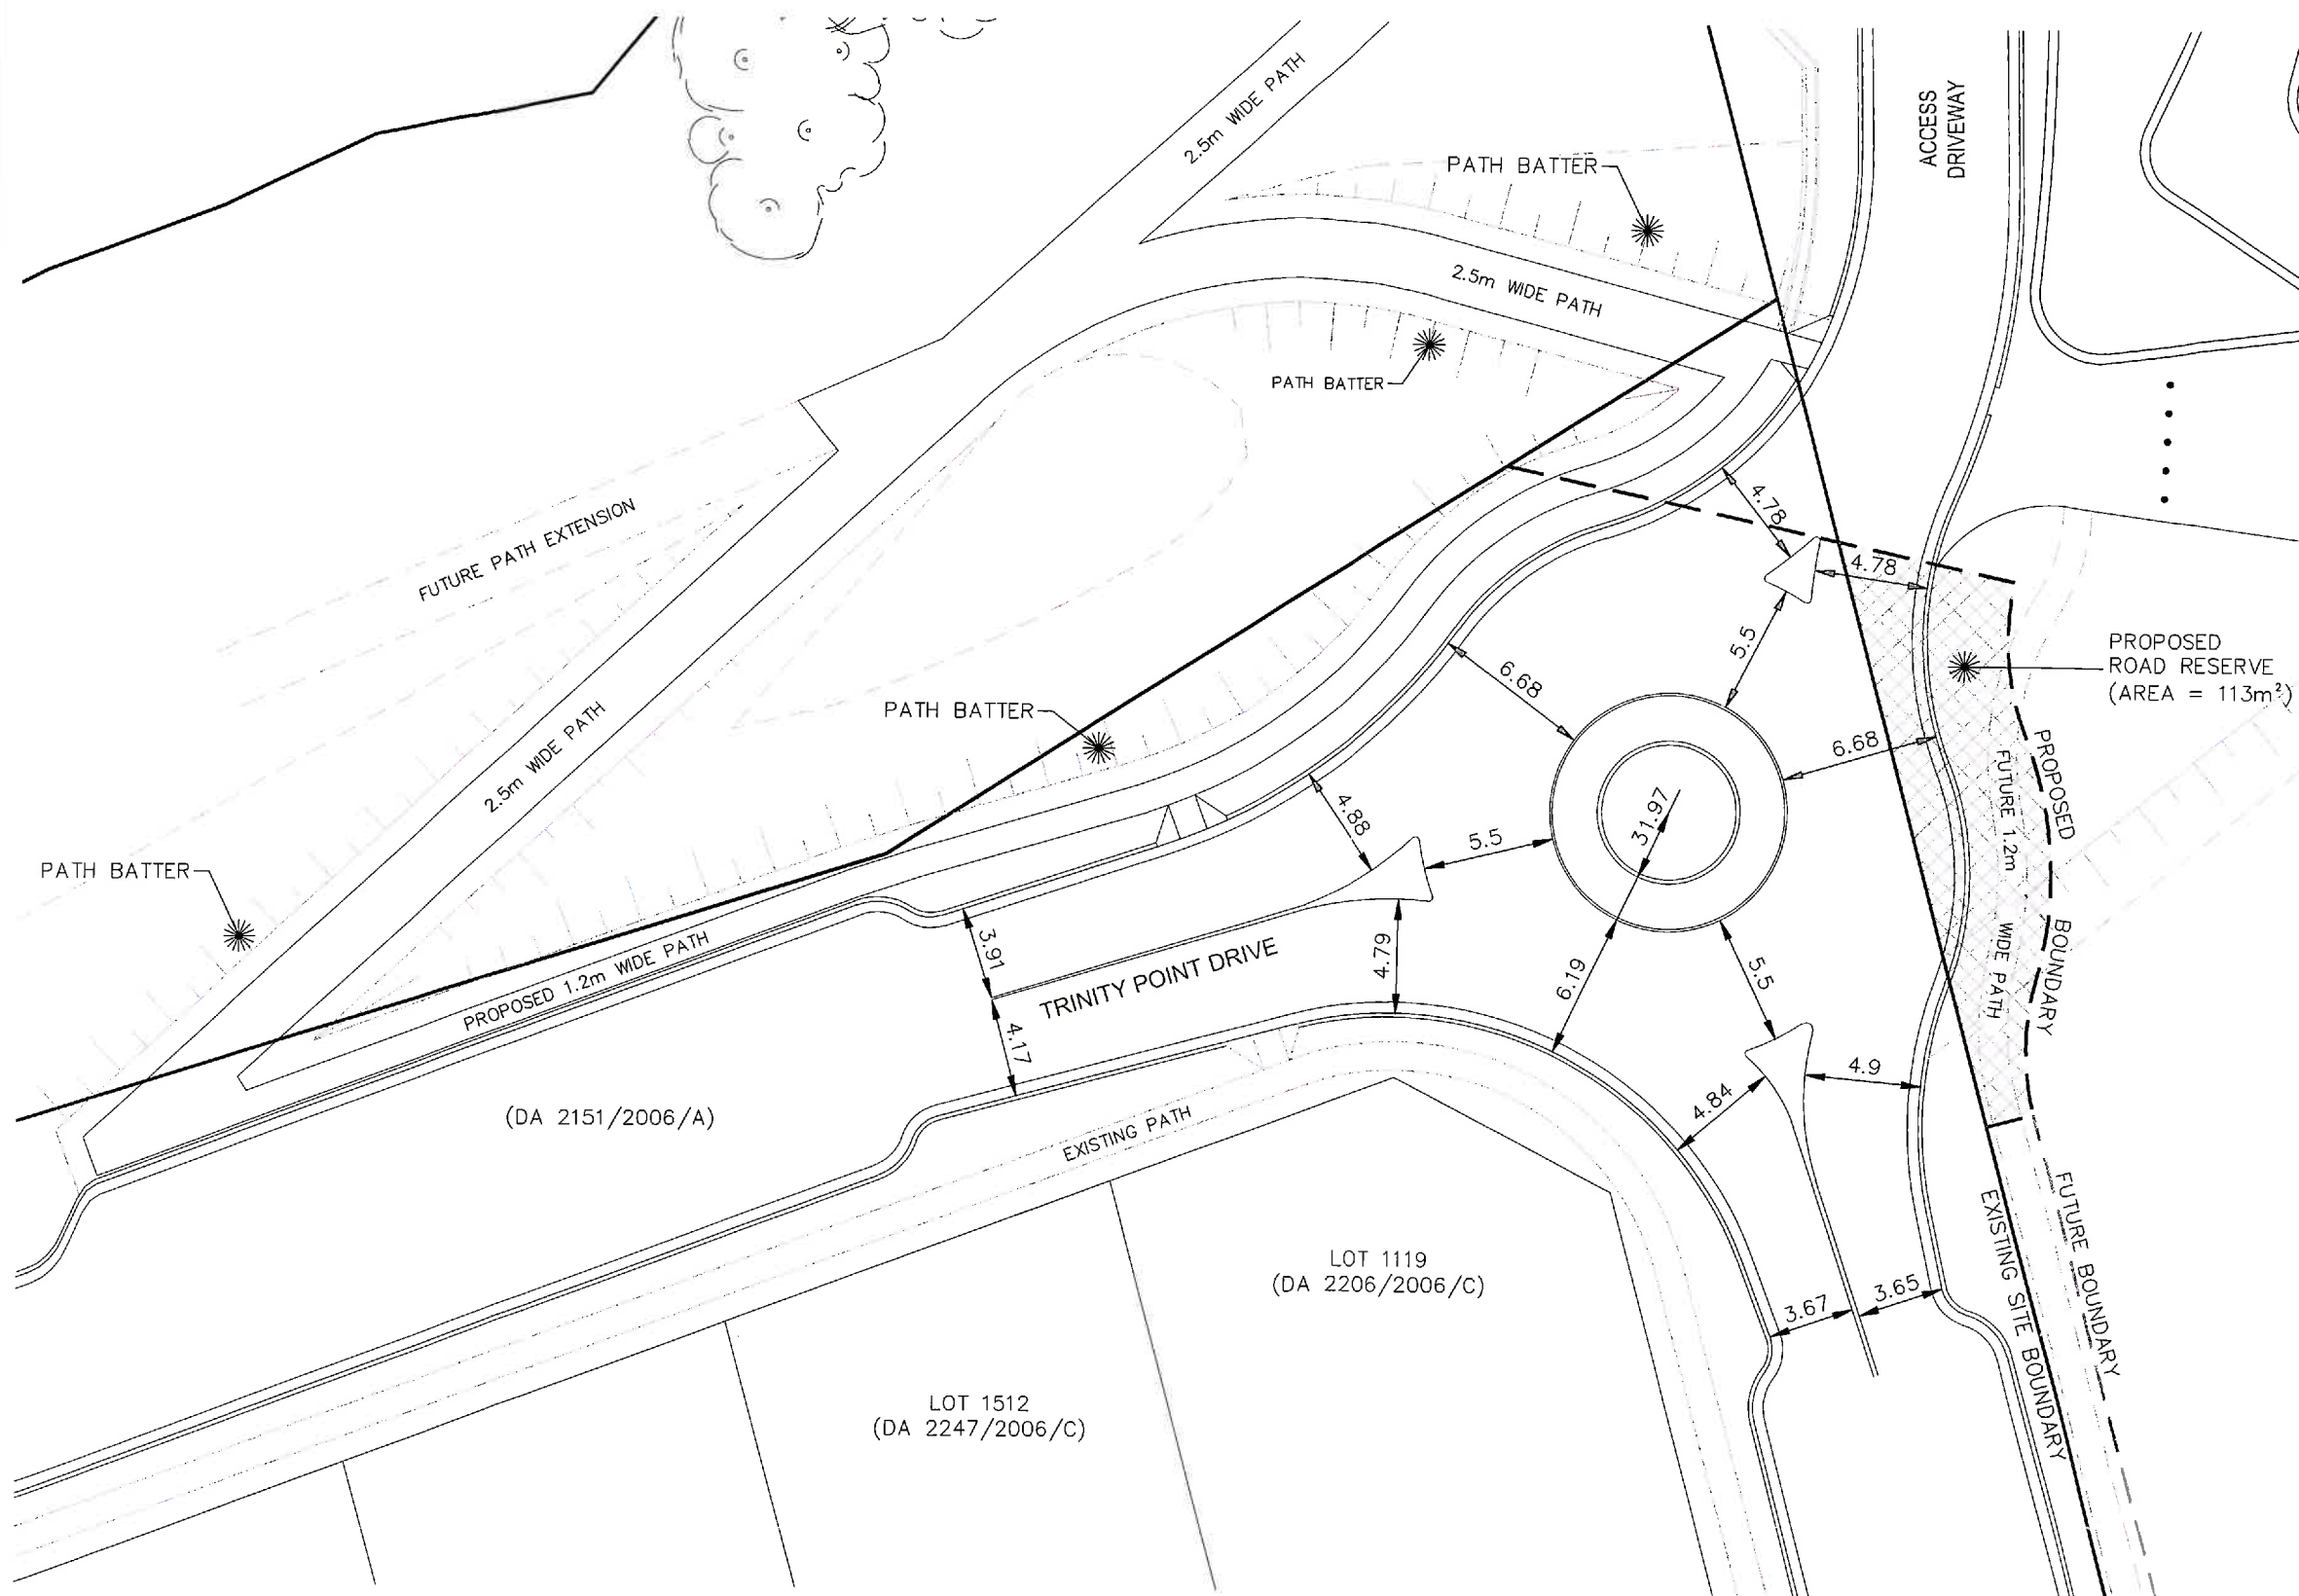 2.5m WIDE PATH
ACCESS
DRIVEWAY
PATH BATTER
2.5m WIDE PATH
PATH BATTER
4.78
4.78
FUTURE PATH EXTENSION
5.5
PROPOSED
ROAD RESERVE
(AREA = 113m²)
6.68
6.68
PATH BATTER
2.5m WIDE PATH
PROPOSED
BOUNDARY
FUTURE 1.2m
WIDE PATH
31.97
4.88
5.5
PATH BATTER
3.91
PROPOSED 1.2m WIDE PATH
TRINITY POINT DRIVE
4.79
6.19
5.5
4.17
4.9
4.84
(DA 2151/2006/A)
EXISTING PATH
LOT 1119
(DA 2206/2006/C)
EXISTING SITE BOUNDARY
FUTURE BOUNDARY
3.67
3.65
LOT 1512
(DA 2247/2006/C)